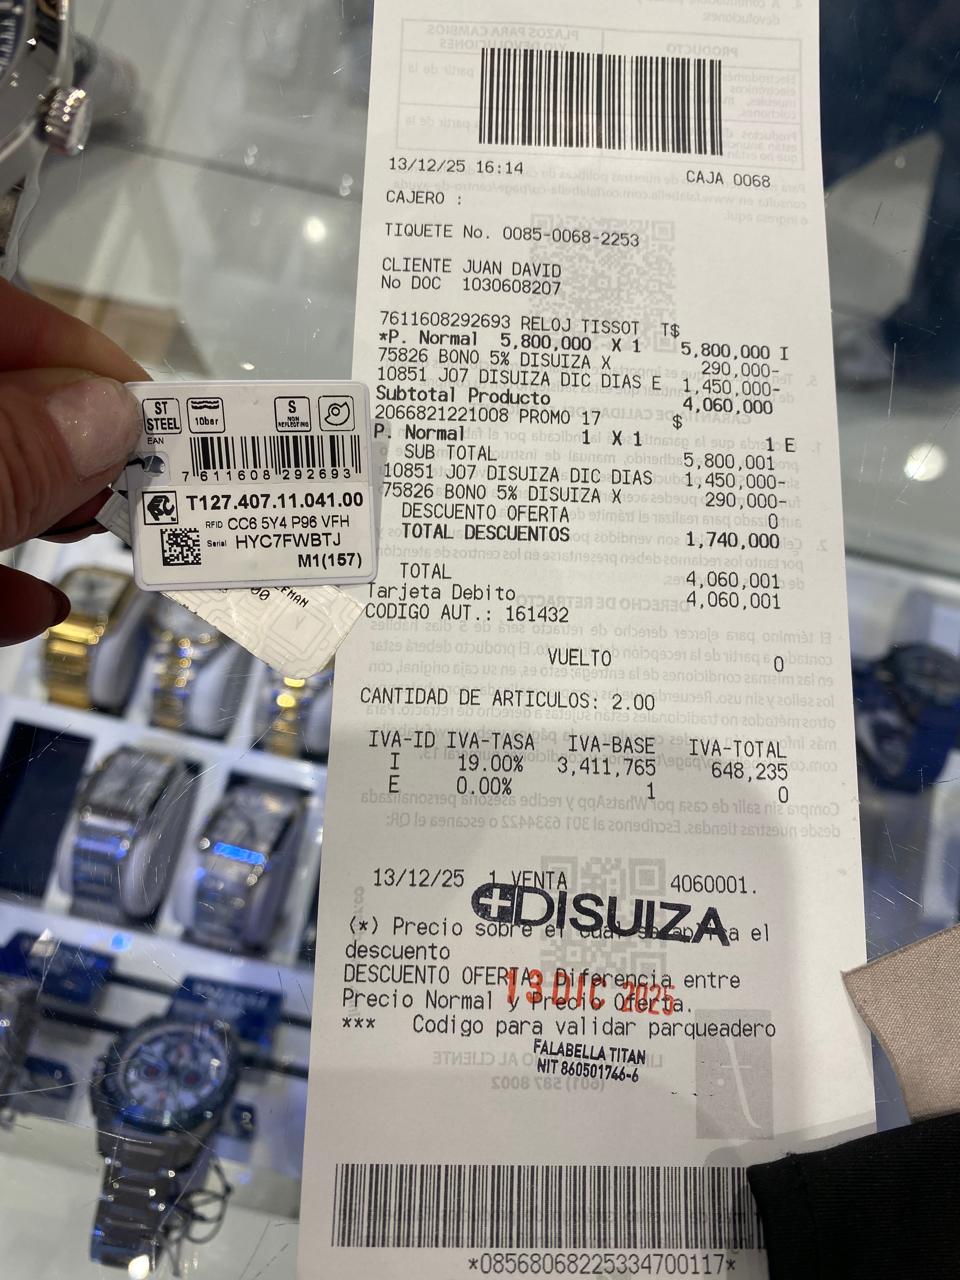 13/12/25 16:14 CAJA 0068
CAJERO :
TIQUETE No. 0085-0068-2253
CLIENTE JUAN DAVID
No DOC 1030608207
7611608292693 RELOJ TISSOT T$
*P. Normal 5,800,000 X 1 5,800,000 I
75826 BONO 5% DISUIZA X 290,000-
10851 J07 DISUIZA DIC DIAS E 1,450,000-
Subtotal Producto 4,060,000
2066821221008 PROMO 17 $
P. Normal 1 X 1 1 E
SUB TOTAL 5,800,001
10851 J07 DISUIZA DIC DIAS 1,450,000-
75826 BONO 5% DISUIZA X 290,000-
DESCUENTO OFERTA 0
TOTAL DESCUENTOS 1,740,000
TOTAL 4,060,001
Tarjeta Debito 4,060,001
CODIGO AUT.: 161432
VUELTO 0
CANTIDAD DE ARTICULOS: 2.00
IVA-ID IVA-TASA IVA-BASE IVA-TOTAL
I 19.00% 3,411,765 648,235
E 0.00% 1 0
13/12/25 1 VENTA 4060001.
DISUIZA
(*) Precio sobre el cual se aplica el
descuento
DESCUENTO OFERTA: Diferencia entre
Precio Normal y Precio Oferta.
13 DIC 2025
*** Codigo para validar parqueadero
FALABELLA TITAN
NIT 860501746-6
*08568068225334700117*
ST STEEL
10bar
S NON REFLECTING
EAN
7 611608 292693
T127.407.11.041.00
RFID CC6 5Y4 P96 VFH
Serial HYC7FWBTJ
M1(157)